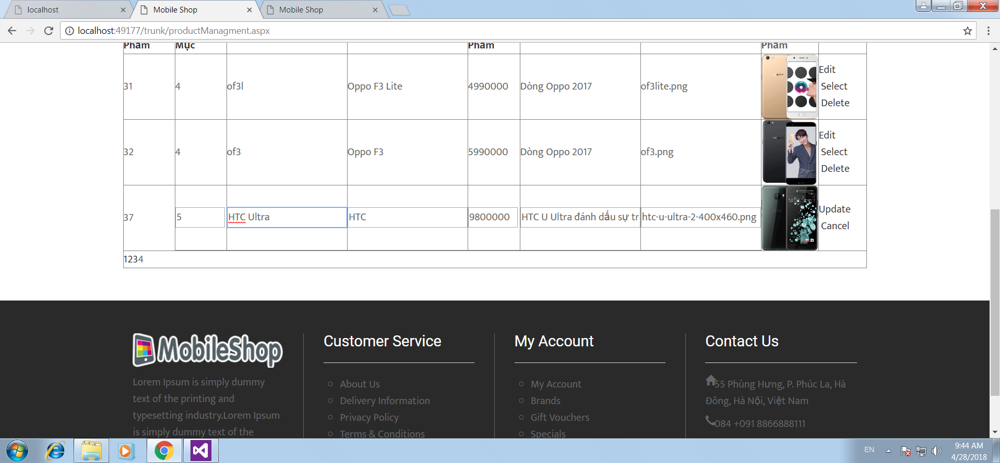 localhost
Mobile Shop
Mobile Shop
localhost:49177/trunk/productManagment.aspx
Phẩm Mục Phẩm Phẩm
31 4 of3l Oppo F3 Lite 4990000 Dòng Oppo 2017 of3lite.png Edit
Select
Delete
32 4 of3 Oppo F3 5990000 Dòng Oppo 2017 of3.png Edit
Select
Delete
37 5 HTC Ultra HTC 9800000 HTC U Ultra đánh dấu sự tr htc-u-ultra-2-400x460.png Update
Cancel
1234
MobileShop
Lorem Ipsum is simply dummy
text of the printing and
typesetting industry.Lorem Ipsum
is simply dummy text of the
Customer Service
About Us
Delivery Information
Privacy Policy
Terms & Conditions
My Account
My Account
Brands
Gift Vouchers
Specials
Contact Us
55 Phùng Hưng, P. Phúc La, Hà
Đông, Hà Nội, Việt Nam
084 +091 8866888111
EN
9:44 AM
4/28/2018